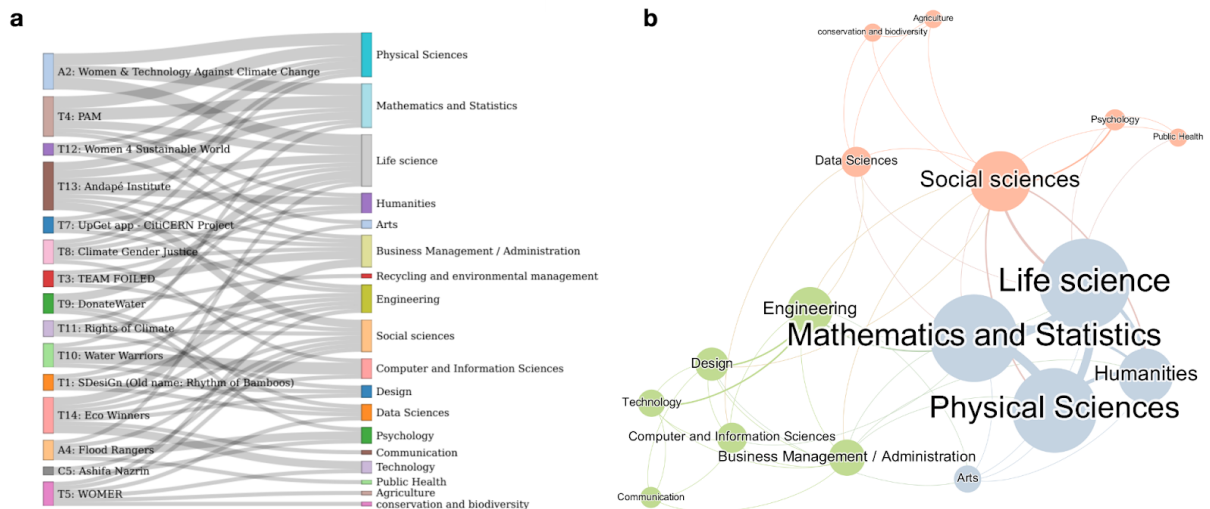 a
A2: Women & Technology Against Climate Change
T4: PAM
T12: Women 4 Sustainable World
T13: Andapé Institute
T7: UpGet app - CitiCERN Project
T8: Climate Gender Justice
T3: TEAM FOILED
T9: DonateWater
T11: Rights of Climate
T10: Water Warriors
T1: SDesiGn (Old name: Rhythm of Bamboos)
T14: Eco Winners
A4: Flood Rangers
C5: Ashifa Nazrin
T5: WOMER
Physical Sciences
Mathematics and Statistics
Life science
Humanities
Arts
Business Management / Administration
Recycling and environmental management
Engineering
Social sciences
Computer and Information Sciences
Design
Data Sciences
Psychology
Communication
Technology
Public Health
Agriculture
conservation and biodiversity
b
Agriculture
conservation and biodiversity
Psychology
Public Health
Data Sciences
Social sciences
Life science
Engineering
Mathematics and Statistics
Design
Humanities
Technology
Physical Sciences
Computer and Information Sciences
Business Management / Administration
Arts
Communication